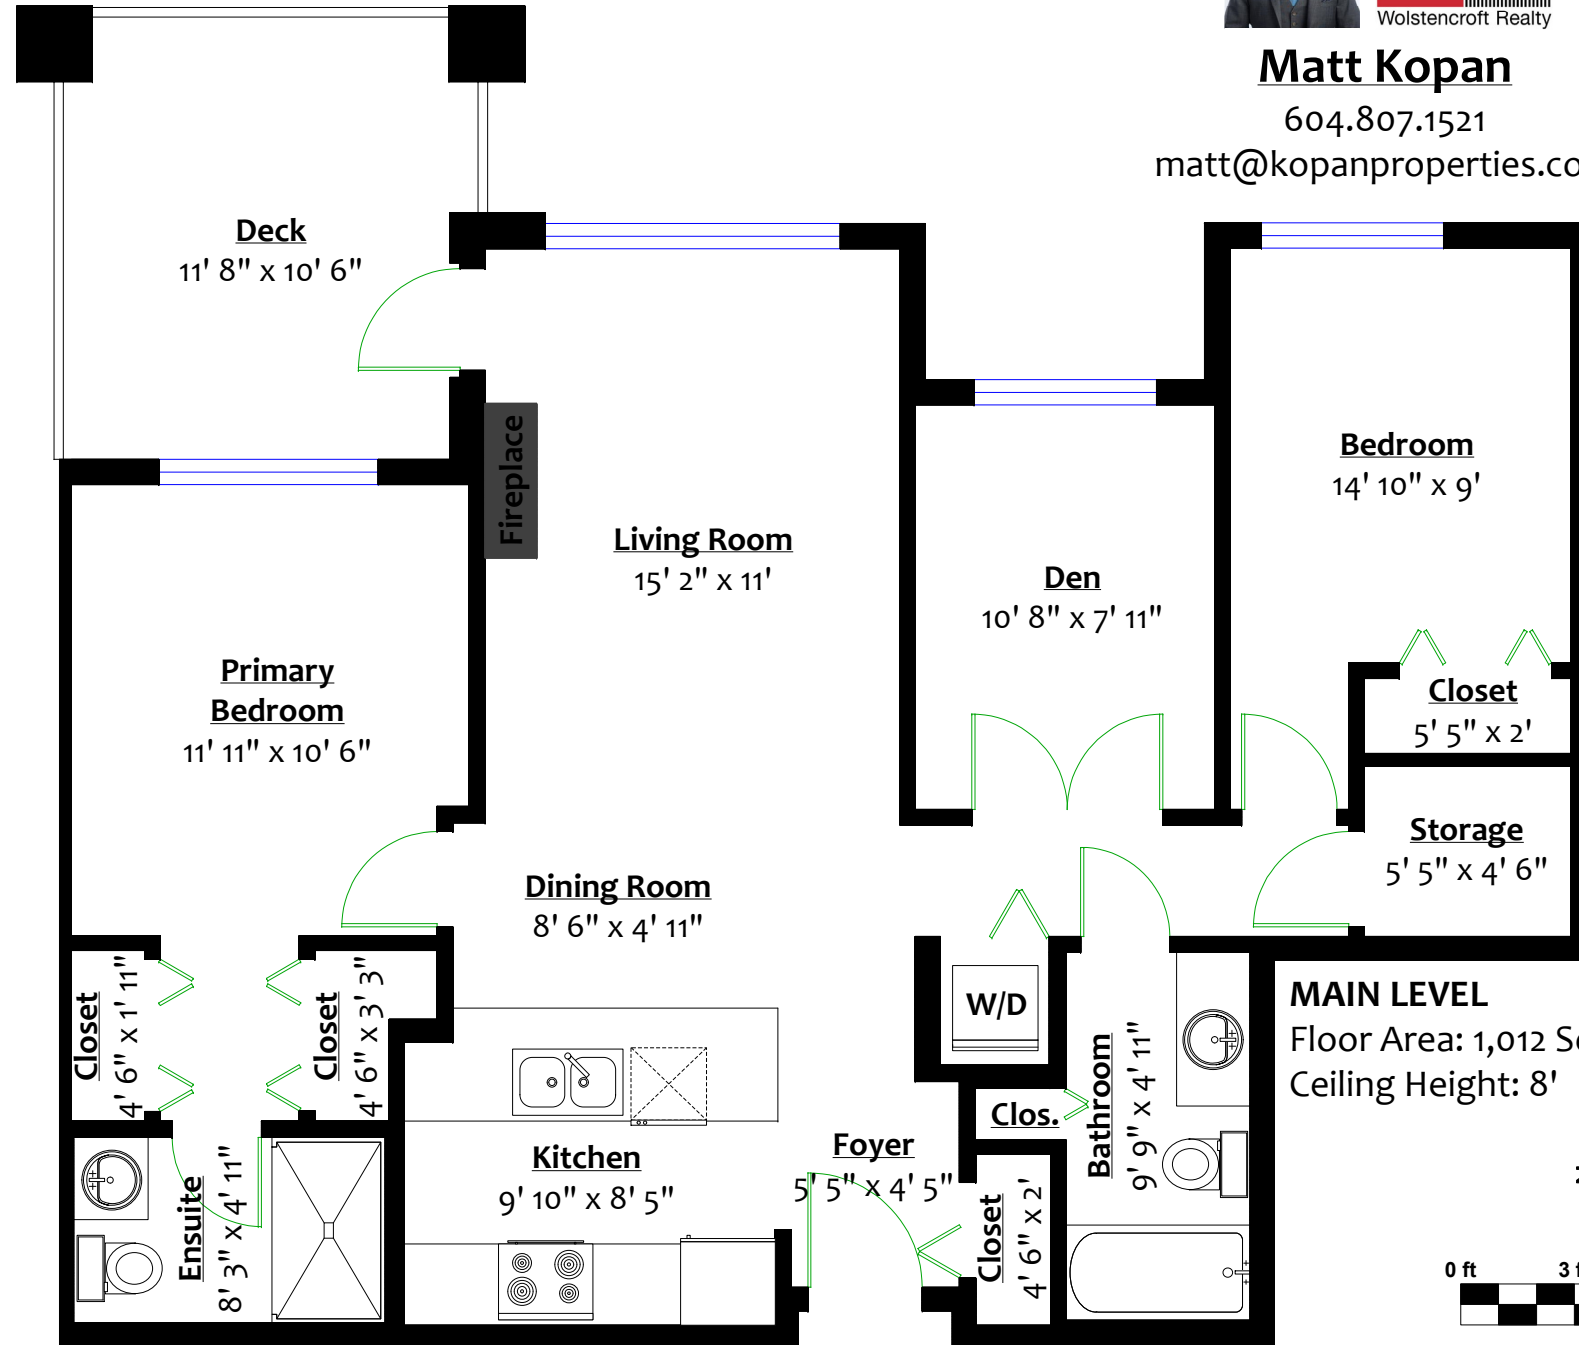 Wolstencroft Realty
Matt Kopan
604.807.1521
matt@kopanproperties.co
Deck
11' 8" x 10' 6"
Fireplace
Living Room
15' 2" x 11'
Bedroom
14' 10" x 9'
Den
10' 8" x 7' 11"
Primary
Bedroom
11' 11" x 10' 6"
Closet
5' 5" x 2'
Storage
5' 5" x 4' 6"
Dining Room
8' 6" x 4' 11"
Closet
4' 6" x 1' 11"
Closet
4' 6" x 3' 3"
W/D
MAIN LEVEL
Floor Area: 1,012 S
Ceiling Height: 8'
Clos.
Bathroom
9' 9" x 4' 11"
Kitchen
9' 10" x 8' 5"
Foyer
5' 5" x 4' 5"
Ensuite
8' 3" x 4' 11"
Closet
4' 6" x 2'
0 ft
3 f